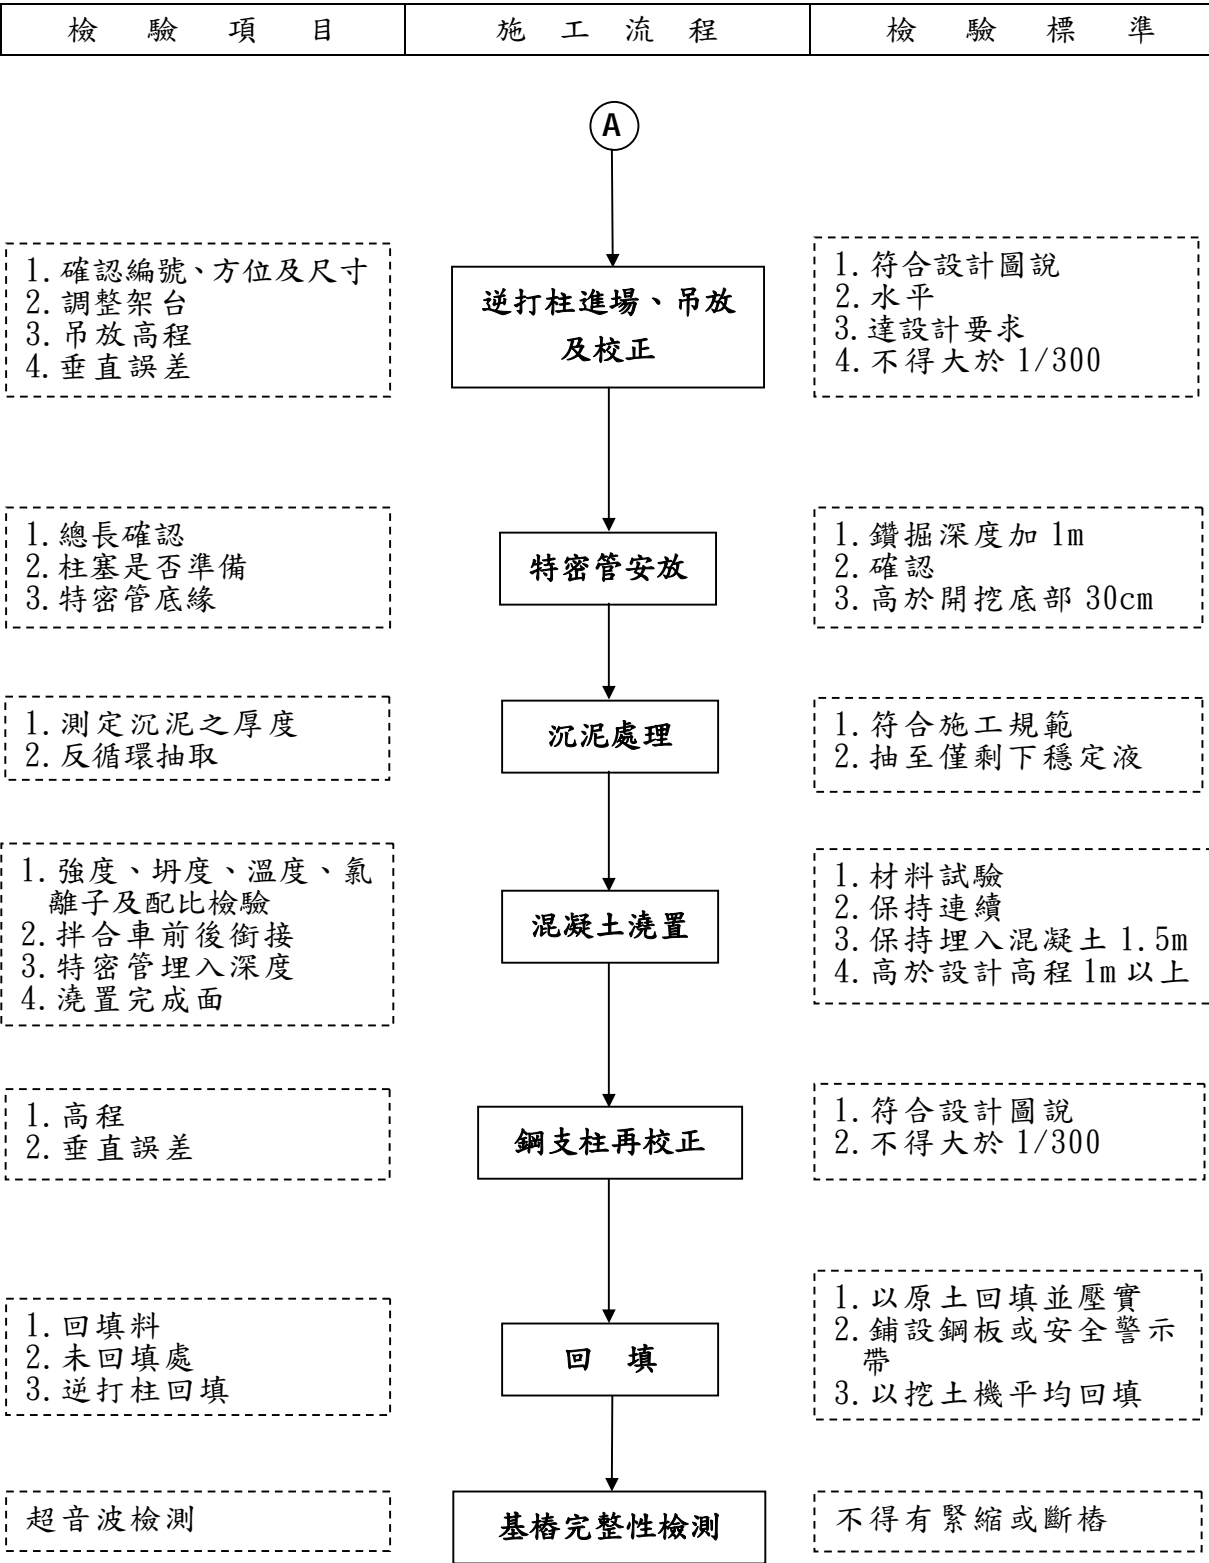 檢驗項目
施工流程
檢驗標準
A
1.確認編號、方位及尺寸
2.調整架台
3.吊放高程
4.垂直誤差
逆打柱進場、吊放
及校正
1.符合設計圖說
2.水平
3.達設計要求
4.不得大於1/300
1.總長確認
2.柱塞是否準備
3.特密管底緣
特密管安放
1.鑽掘深度加1m
2.確認
3.高於開挖底部30cm
1.測定沉泥之厚度
2.反循環抽取
沉泥處理
1.符合施工規範
2.抽至僅剩下穩定液
1.強度、坍度、溫度、氯
離子及配比檢驗
2.拌合車前後銜接
3.特密管埋入深度
4.澆置完成面
混凝土澆置
1.材料試驗
2.保持連續
3.保持埋入混凝土1.5m
4.高於設計高程1m以上
1.高程
2.垂直誤差
鋼支柱再校正
1.符合設計圖說
2.不得大於1/300
1.回填料
2.未回填處
3.逆打柱回填
回填
1.以原土回填並壓實
2.鋪設鋼板或安全警示
帶
3.以挖土機平均回填
超音波檢測
基樁完整性檢測
不得有緊縮或斷樁